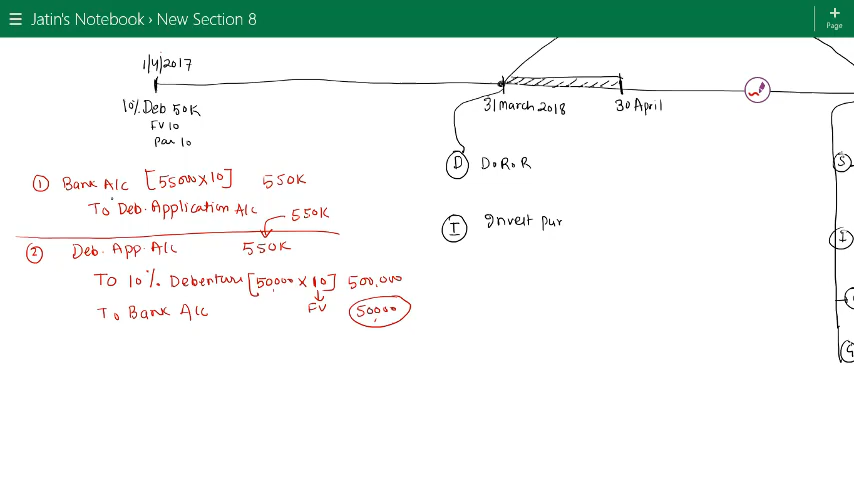 Jatin's Notebook › New Section 8
Page
1/4/2017
10% Deb 50K
FV 10
Par 10
31 March 2018
30 April
① Bank A/c [55000 x 10] 550K
To Deb. Application A/c 550K
② Deb. App. A/c 550K
To 10% Debenture [50000 x 10] 500,000
FV
To Bank A/c 50000
D D.R.R
I Invert pur
S
I